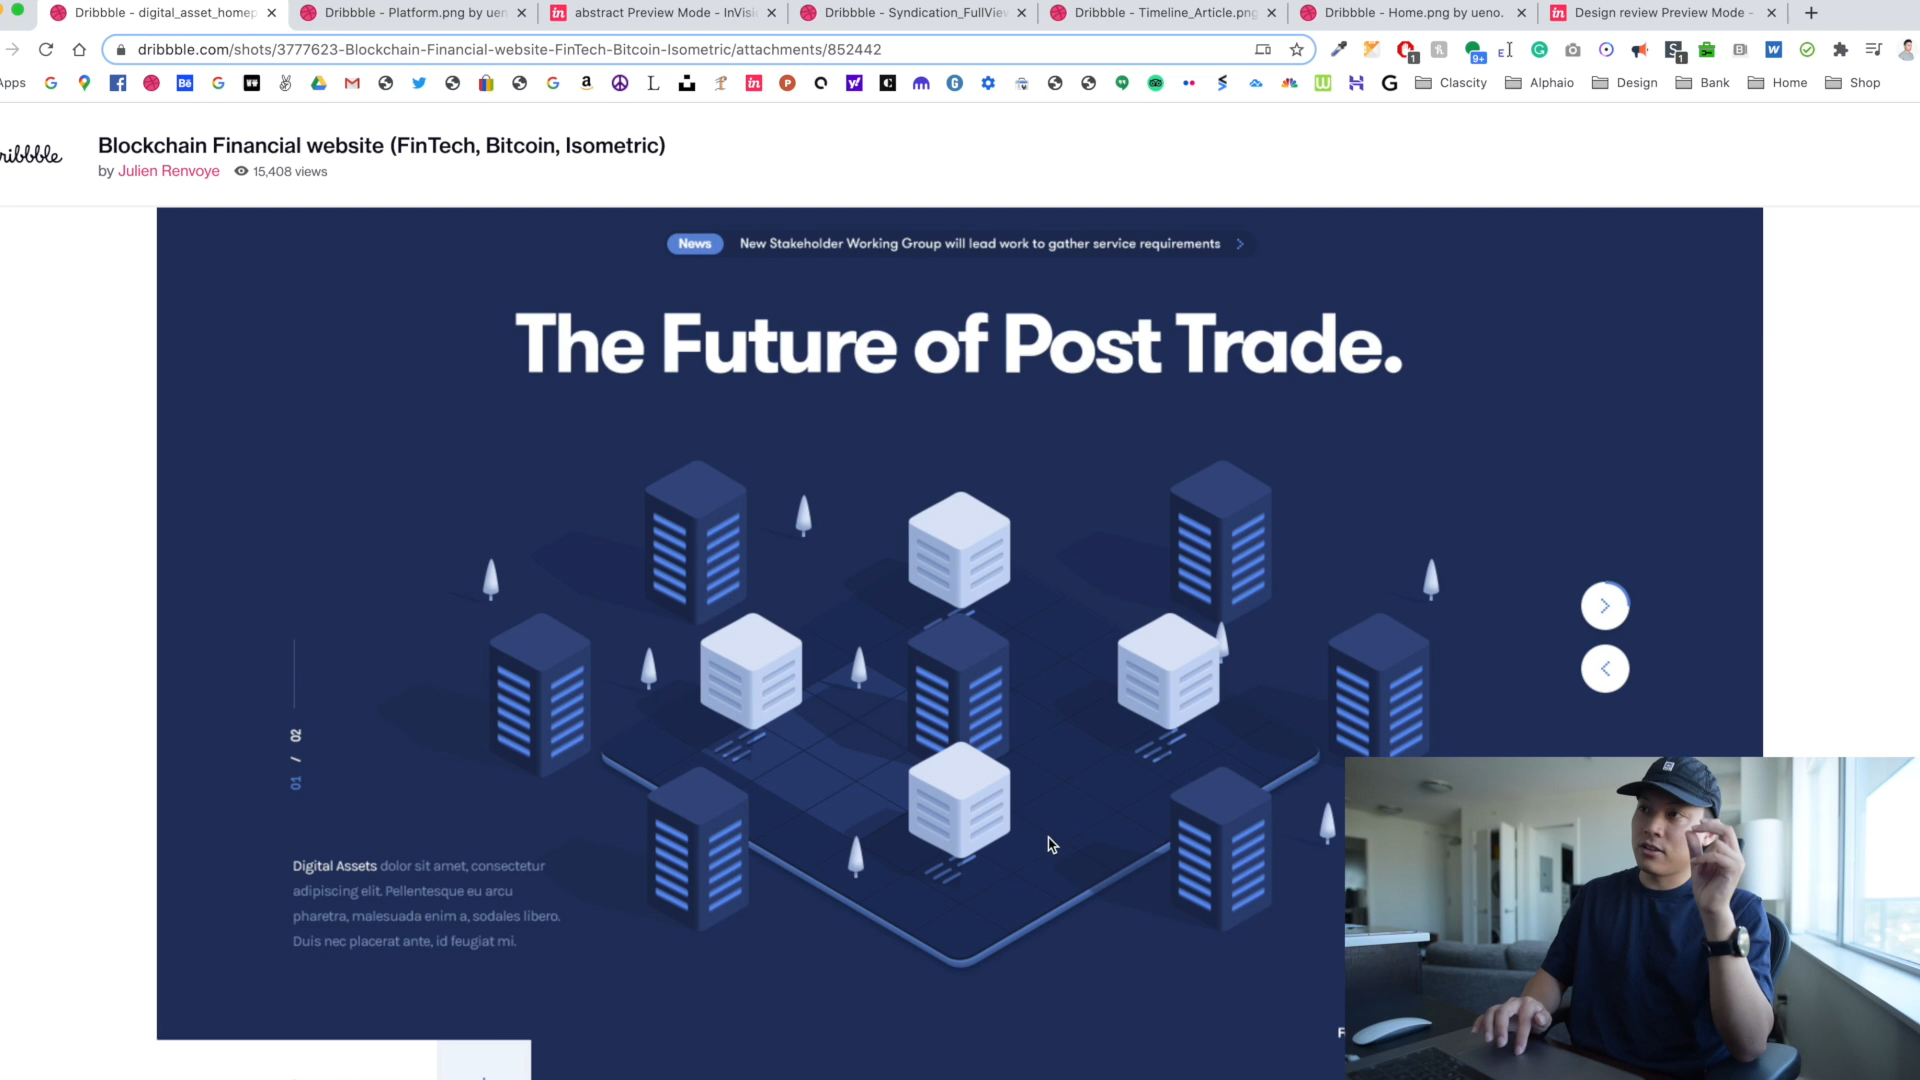 Dribbble - digital_asset_homep
Dribbble - Platform.png by uen
abstract Preview Mode - InVisi
Dribbble - Syndication_FullView
Dribbble - Timeline_Article.png
Dribbble - Home.png by ueno.
Design review Preview Mode -
dribbble.com/shots/3777623-Blockchain-Financial-website-FinTech-Bitcoin-Isometric/attachments/852442
Apps
Clascity
Alphaio
Design
Bank
Home
Shop
Blockchain Financial website (FinTech, Bitcoin, Isometric)
by Julien Renvoye 15,408 views
News New Stakeholder Working Group will lead work to gather service requirements
The Future of Post Trade.
01 / 02
Digital Assets dolor sit amet, consectetur
adipiscing elit. Pellentesque eu arcu
pharetra, malesuada enim a, sodales libero.
Duis nec placerat ante, id feugiat mi.